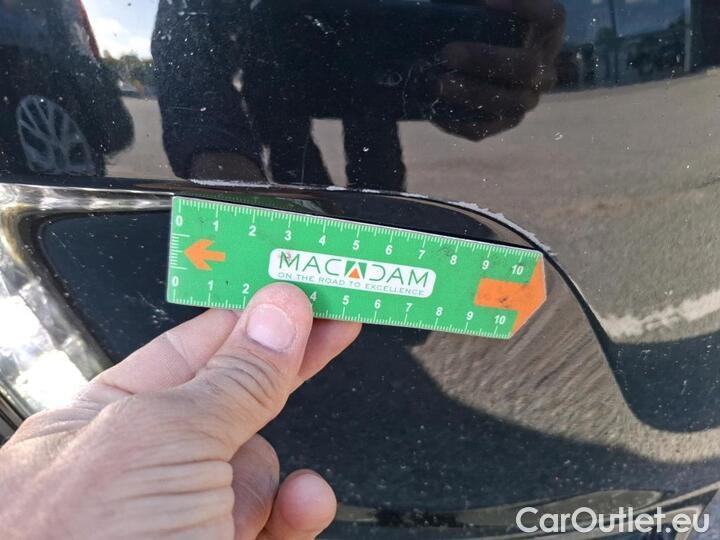 0 1 2 3 4 5 6 7 8 9 10
MACADAM
ON THE ROAD TO EXCELLENCE
0 1 2 4 5 6 7 8 9 10
CarOutlet.eu